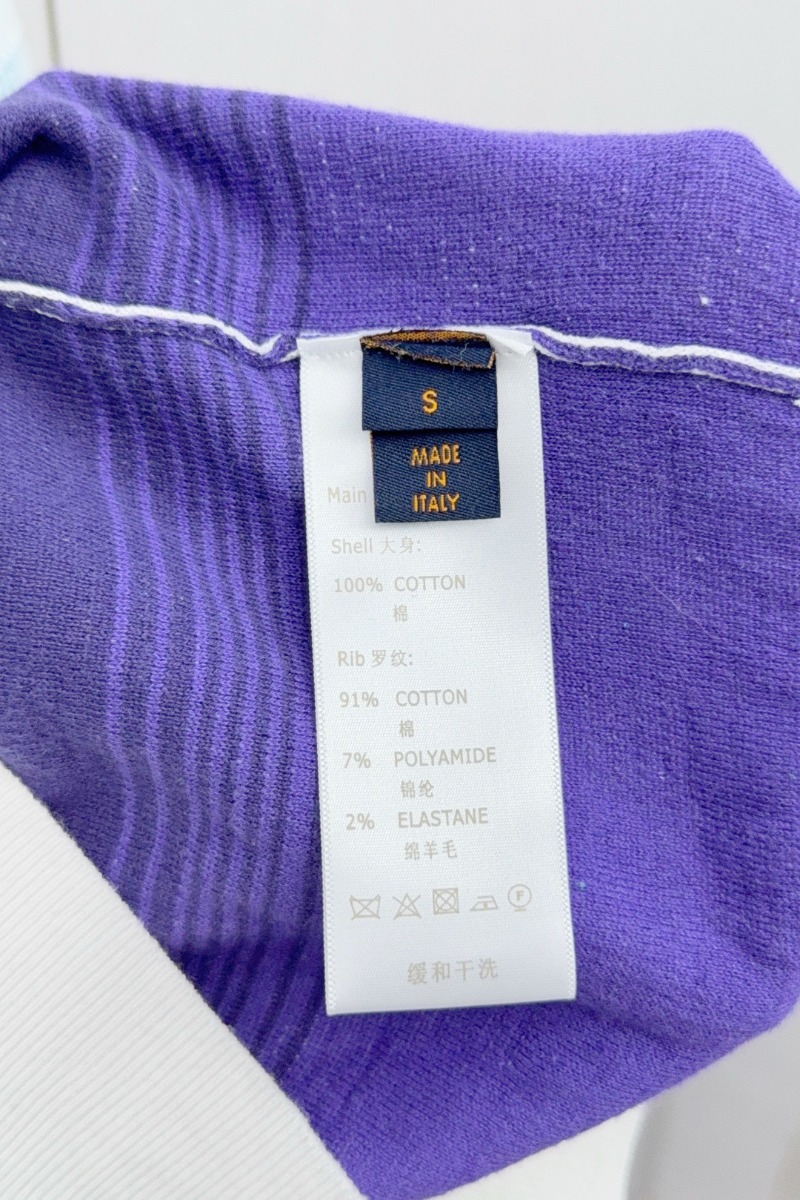 S
MADE
IN
ITALY
Main
Shell 大身:
100% COTTON
棉
Rib 罗纹:
91% COTTON
棉
7% POLYAMIDE
锦纶
2% ELASTANE
绵羊毛
F
缓和干洗